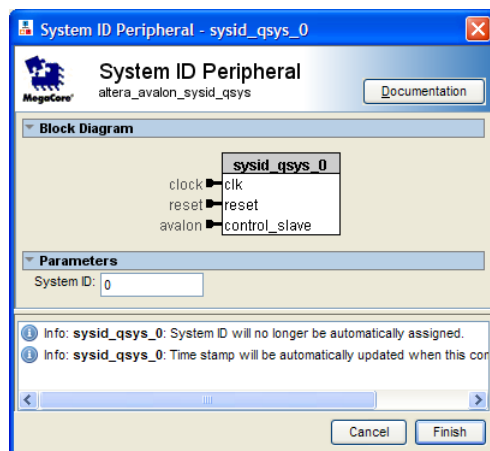 System ID Peripheral - sysid_qsys_0
System ID Peripheral
altera_avalon_sysid_qsys
MegaCore®
Documentation
Block Diagram
sysid_qsys_0
clock clk
reset reset
avalon control_slave
Parameters
System ID: 0
Info: sysid_qsys_0: System ID will no longer be automatically assigned.
Info: sysid_qsys_0: Time stamp will be automatically updated when this
Cancel Finish